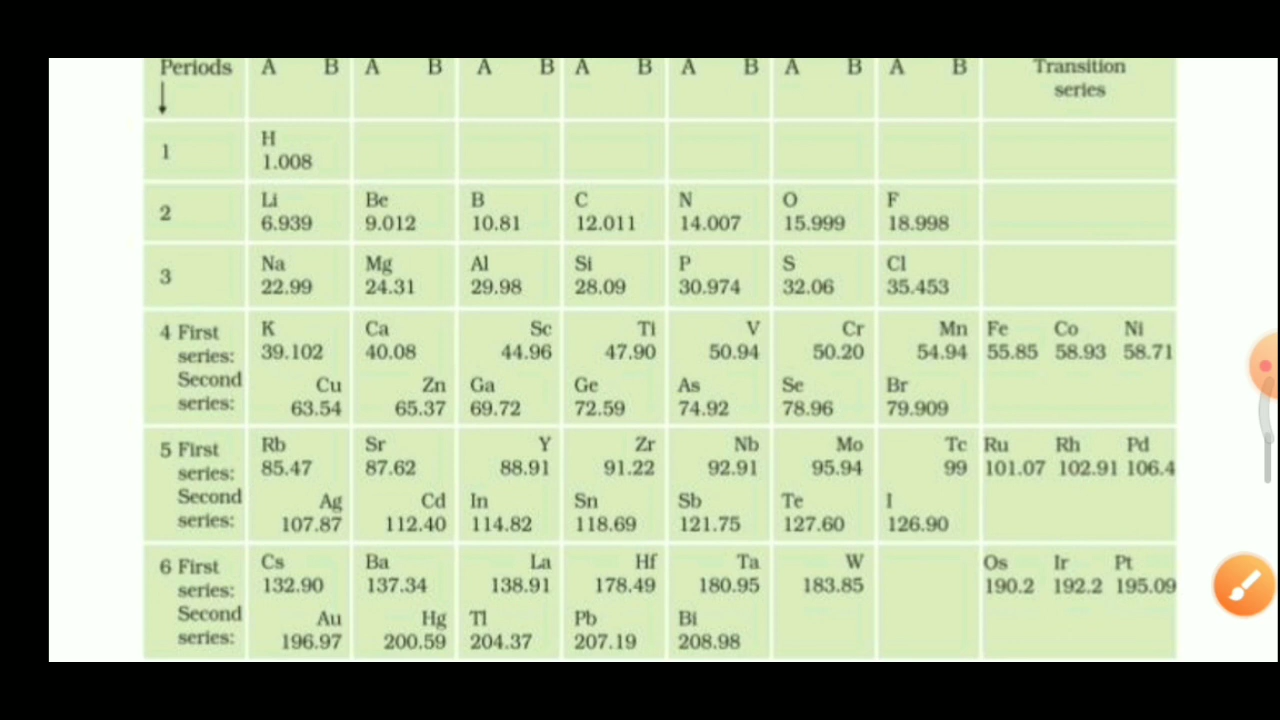 Periods A B A B A B A B A B A B A B Transition
series
H
1 1.008
Li Be B C N O F
2 6.939 9.012 10.81 12.011 14.007 15.999 18.998
Na Mg Al Si P S Cl
3 22.99 24.31 29.98 28.09 30.974 32.06 35.453
4 First K Ca Sc Ti V Cr Mn Fe Co Ni
series: 39.102 40.08 44.96 47.90 50.94 50.20 54.94 55.85 58.93 58.71
Second Cu Zn Ga Ge As Se Br
series: 63.54 65.37 69.72 72.59 74.92 78.96 79.909
5 First Rb Sr Y Zr Nb Mo Tc Ru Rh Pd
series: 85.47 87.62 88.91 91.22 92.91 95.94 99 101.07 102.91 106.4
Second Ag Cd In Sn Sb Te I
series: 107.87 112.40 114.82 118.69 121.75 127.60 126.90
6 First Cs Ba La Hf Ta W Os Ir Pt
series: 132.90 137.34 138.91 178.49 180.95 183.85 190.2 192.2 195.09
Second Au Hg Tl Pb Bi
series: 196.97 200.59 204.37 207.19 208.98